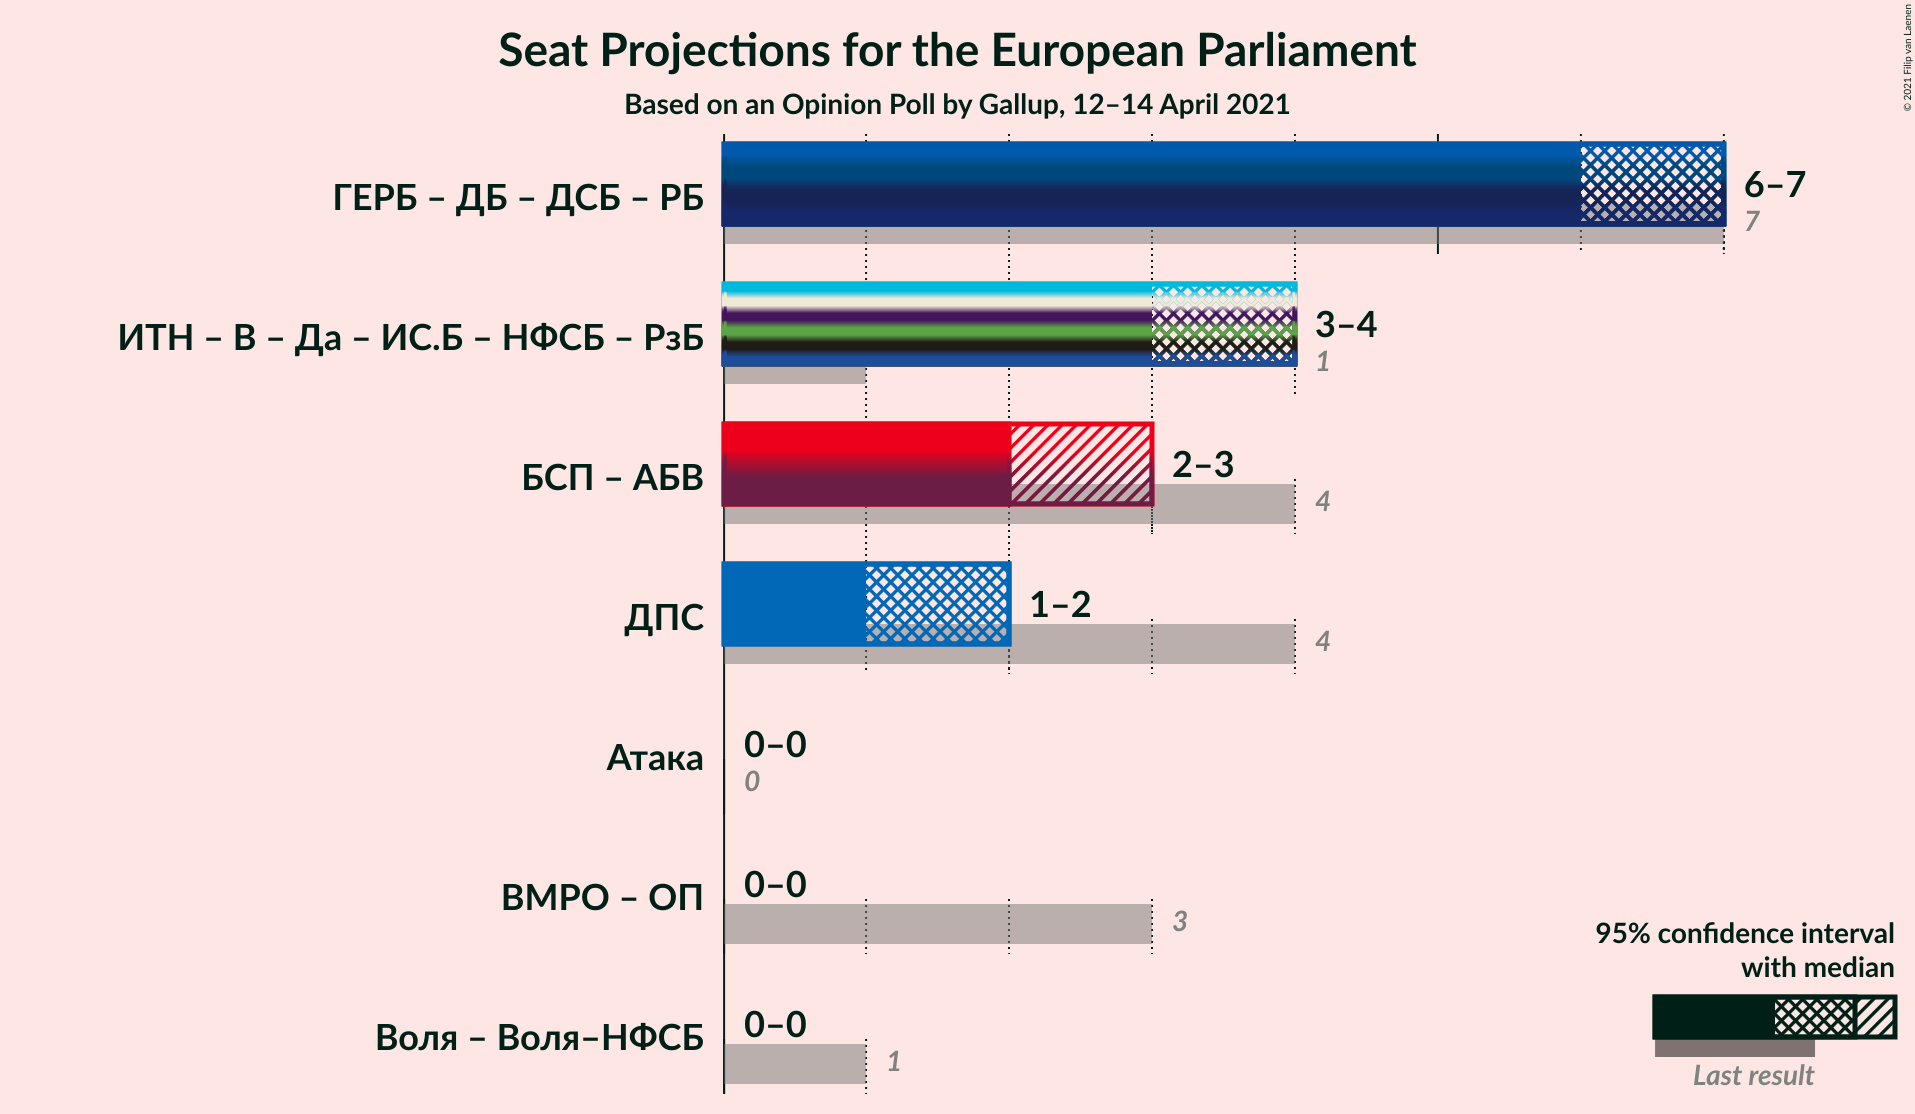 © 2021 Filip van Laenen
Seat Projections for the European Parliament
Based on an Opinion Poll by Gallup, 12–14 April 2021
ГЕРБ – ДБ – ДСБ – РБ
6–7
7
ИТН – В – Да – ИС.Б – НФСБ – РзБ
3–4
1
БСП – АБВ
2–3
4
ДПС
1–2
4
Атака
0–0
0
ВМРО – ОП
0–0
3
Воля – Воля–НФСБ
0–0
1
95% confidence interval
with median
Last result